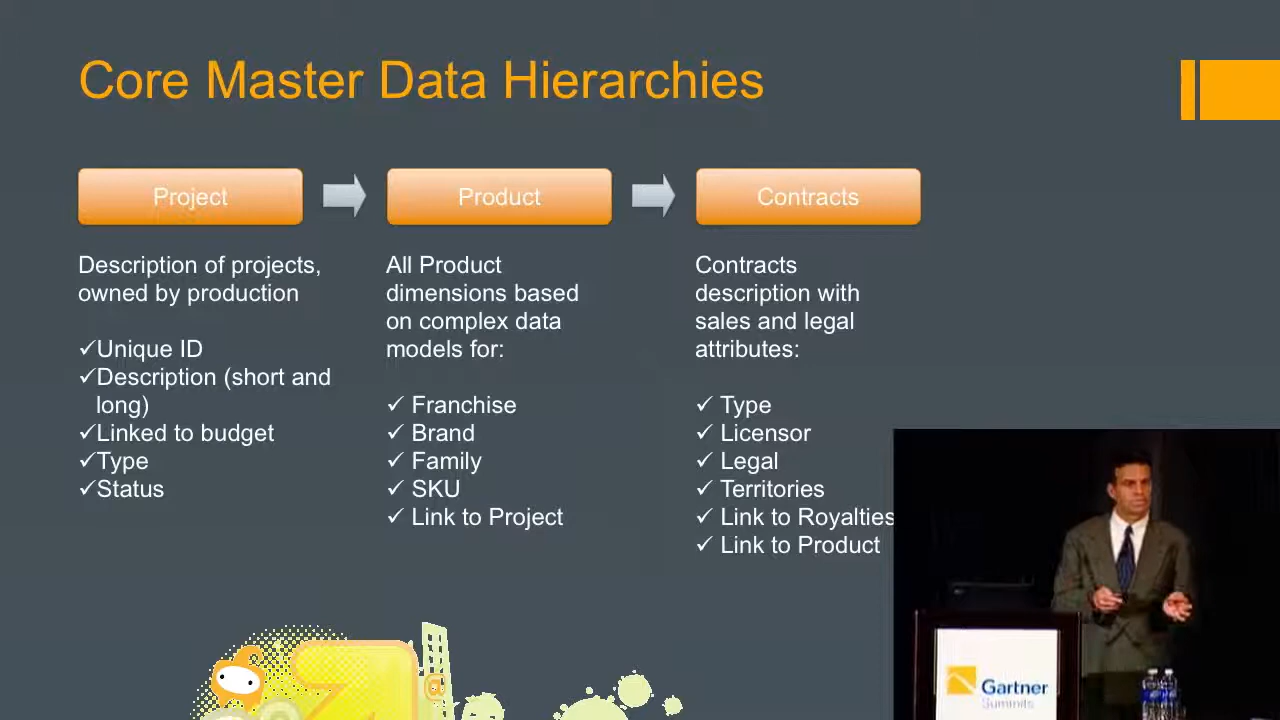 Core Master Data Hierarchies
Project
Product
Contracts
Description of projects,
owned by production
✓Unique ID
✓Description (short and
long)
✓Linked to budget
✓Type
✓Status
All Product
dimensions based
on complex data
models for:
✓ Franchise
✓ Brand
✓ Family
✓ SKU
✓ Link to Project
Contracts
description with
sales and legal
attributes:
✓ Type
✓ Licensor
✓ Legal
✓ Territories
✓ Link to Royalties
✓ Link to Product
@
Gartner
Summits